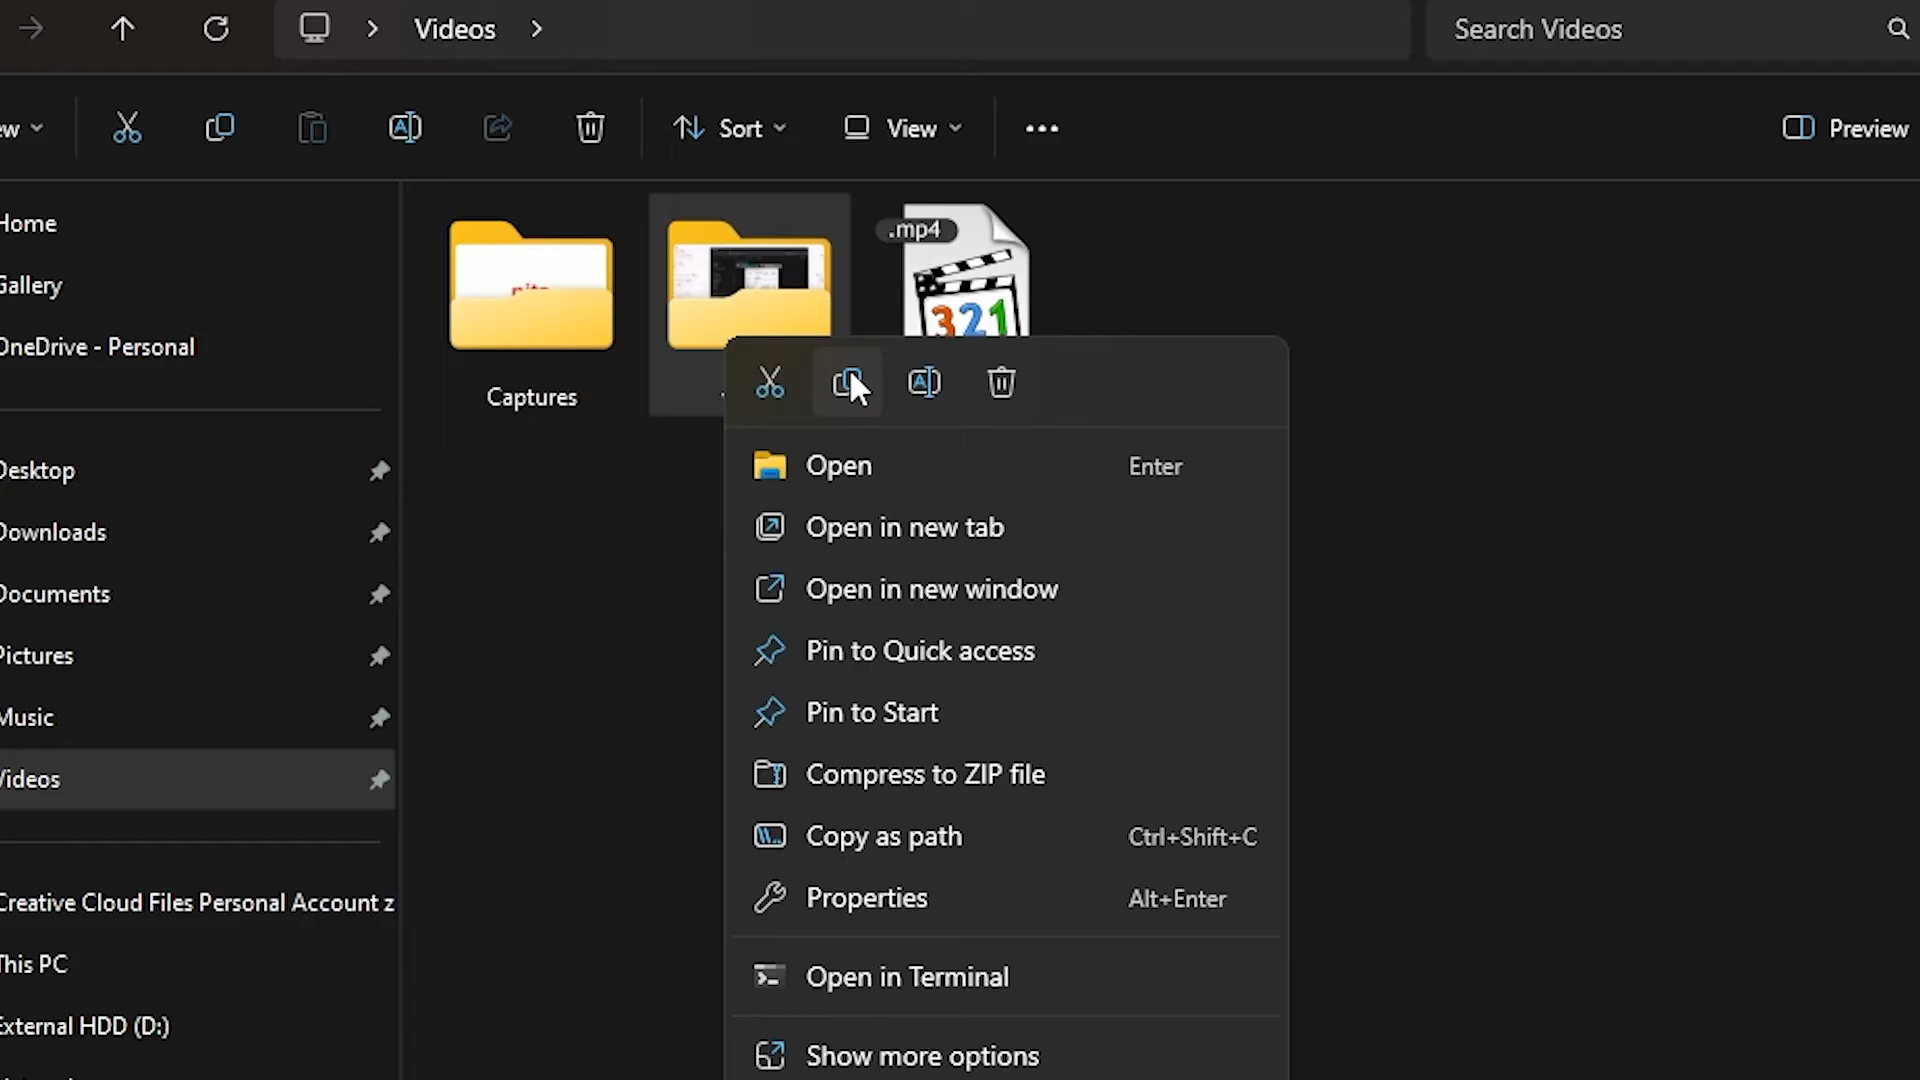 Videos
Search Videos
ew
Sort
View
Preview
Home
Gallery
OneDrive - Personal
Desktop
Downloads
Documents
Pictures
Music
Videos
Creative Cloud Files Personal Account z
This PC
External HDD (D:)
.mp4
321
Captures
Open Enter
Open in new tab
Open in new window
Pin to Quick access
Pin to Start
Compress to ZIP file
Copy as path Ctrl+Shift+C
Properties Alt+Enter
Open in Terminal
Show more options